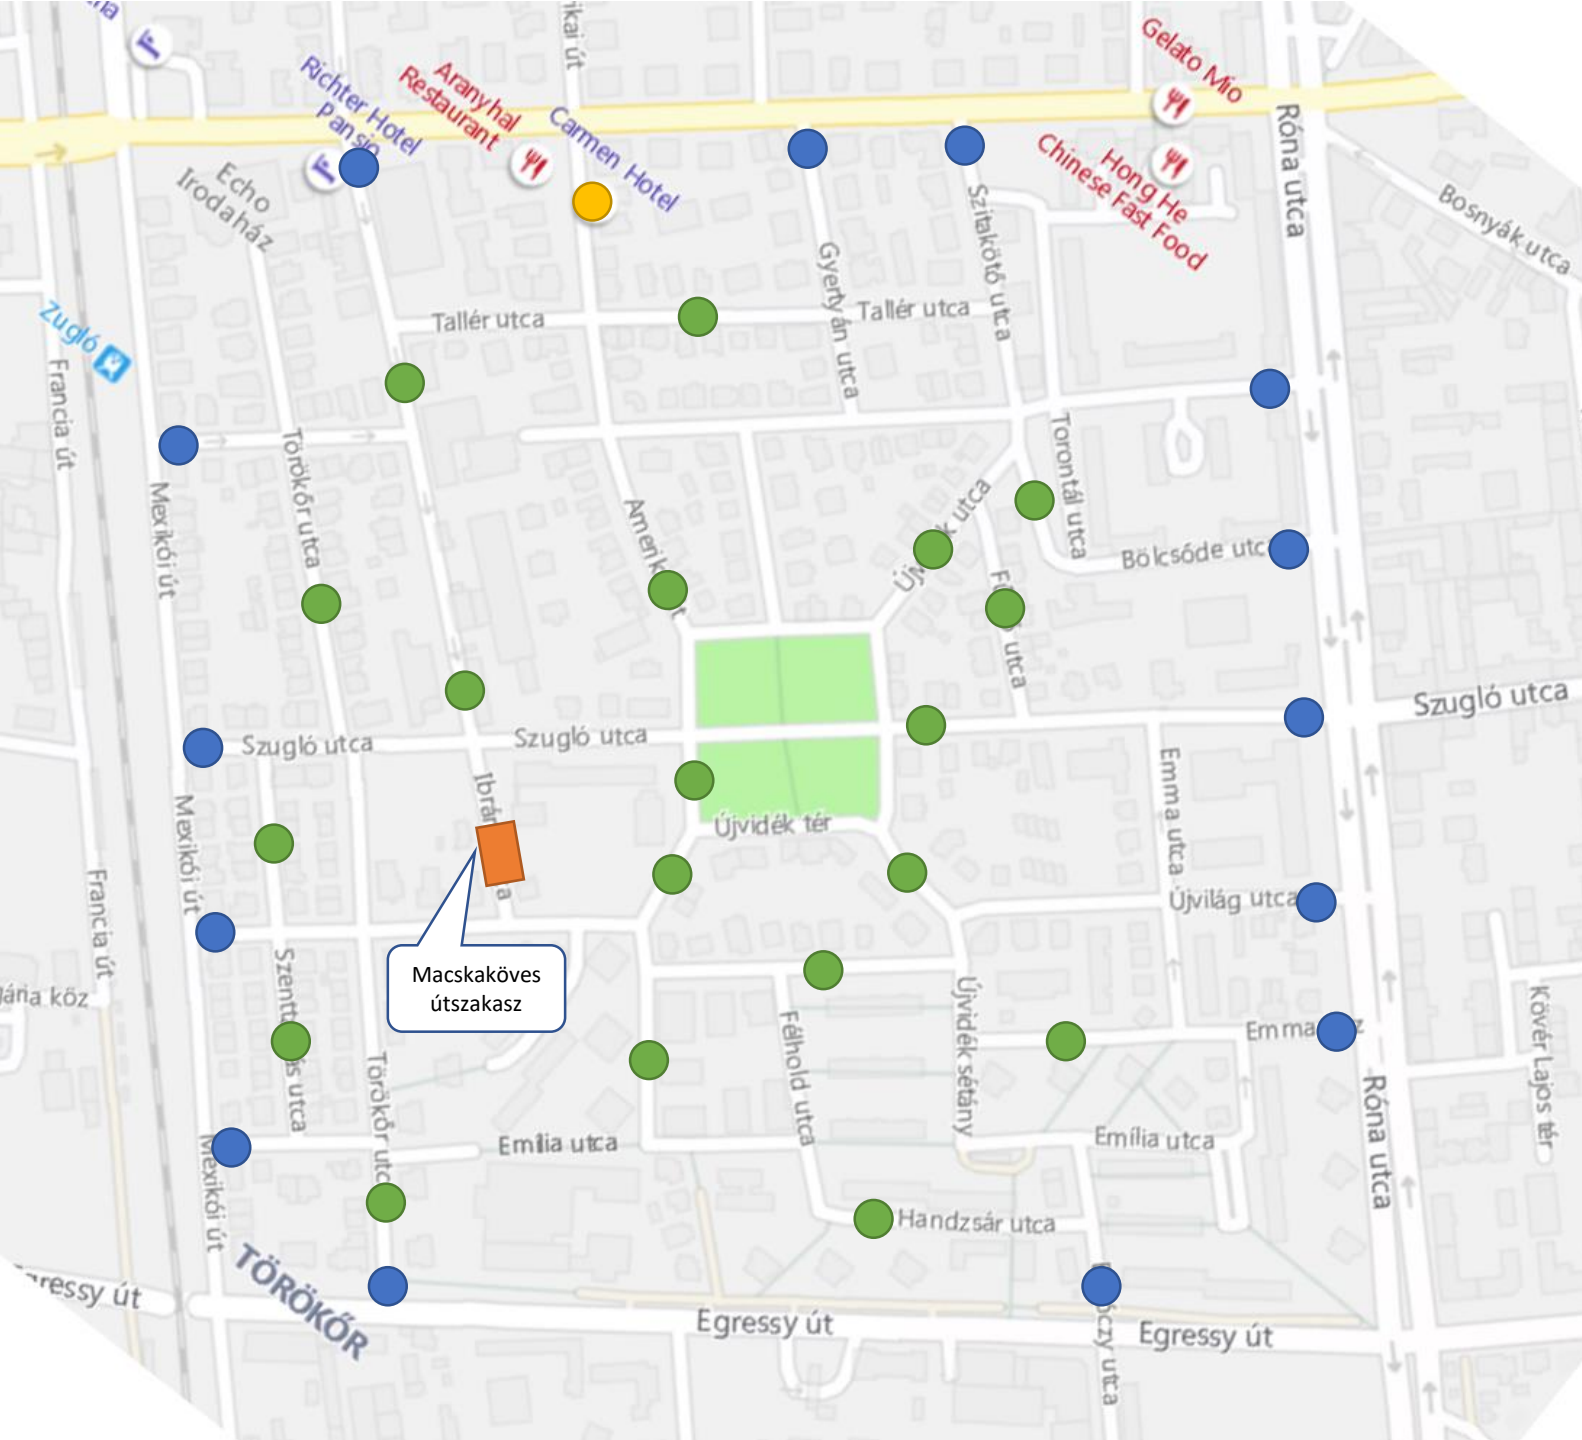 ikai út
Richter Hotel
Pansió
Aranyhal
Restaurant
Carmen Hotel
Gelato Mio
Hong He
Chinese Fast Food
Róna utca
Bosnyák utca
Echo
Irodaház
Zugló
Francia út
Tallér utca
Tallér utca
Gyertyán utca
Szitakötő utca
Mexikói út
Törökőr utca
Torontál utca
Bölcsőde utc
utca
Szugló utca
Szugló utca
Szugló utca
Újvidék tér
Emma utca
Újvilág utca
Mexikói út
Francia út
Macskaköves
útszakasz
Félhold utca
Újvidék sétány
Törökőr utc
Emília utca
Emília utca
Kövér Lajos tér
Róna utca
Mexikói út
Handzsár utca
TÖRÖKŐR
Egressy út
Egressy út